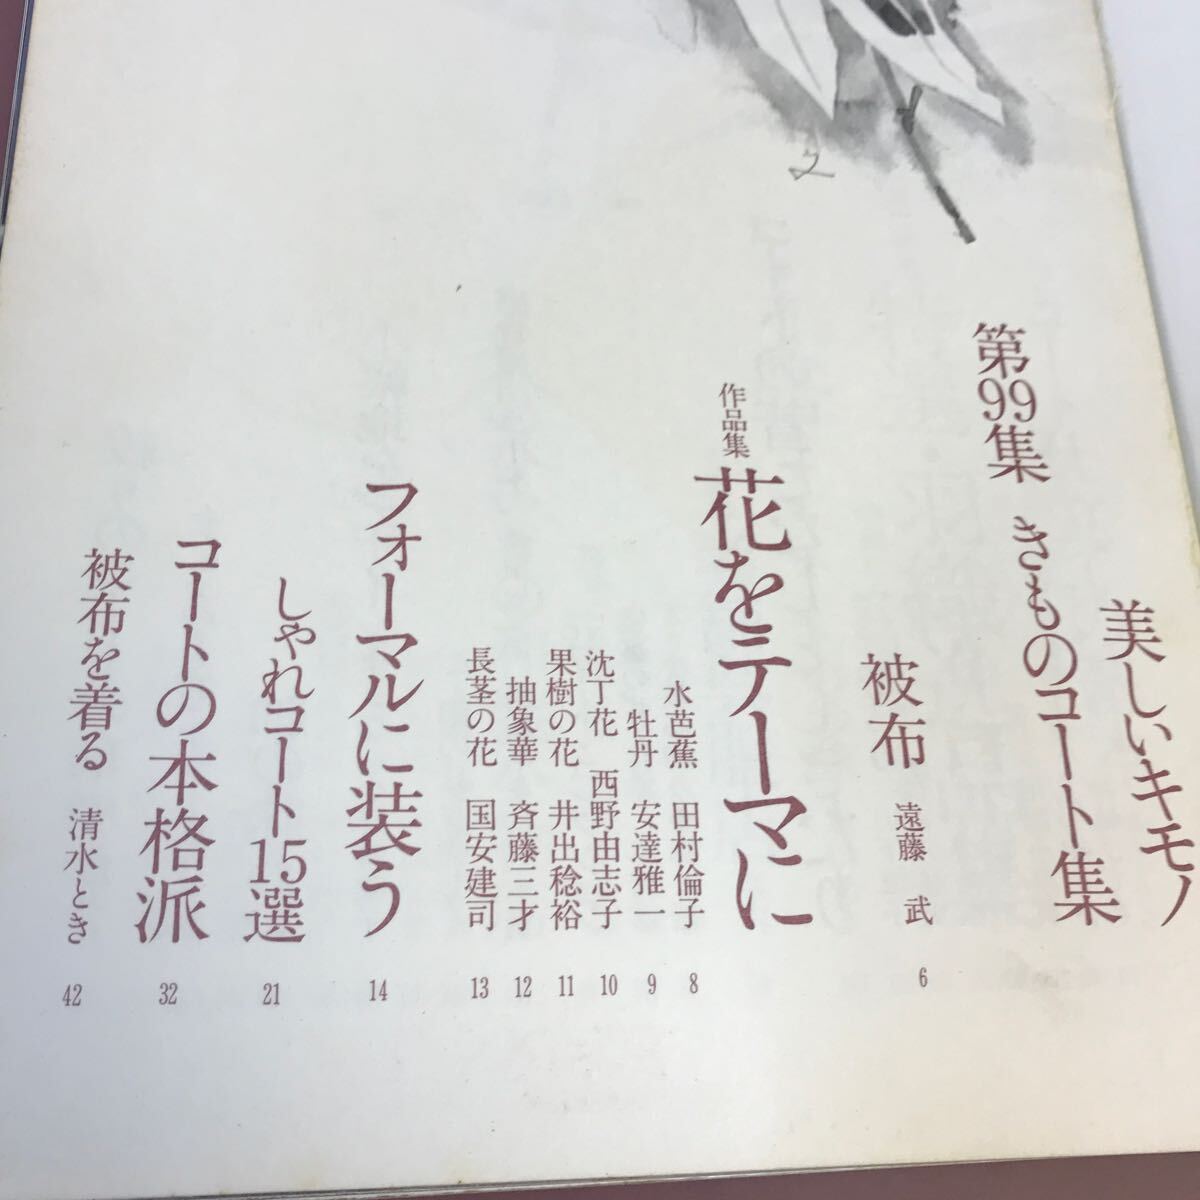 美しいキモノ
第99集 きものコート集
被布 遠藤 武 6
作品集 花をテーマに
水芭蕉 田村倫子 8
牡丹 安達雅一 9
沈丁花 西野由志子 10
果樹の花 井出稔裕 11
抽象華 斉藤三才 12
長茎の花 国安建司 13
フォーマルに装う 14
しゃれコート15選 21
コートの本格派 32
被布を着る 清水とき 42